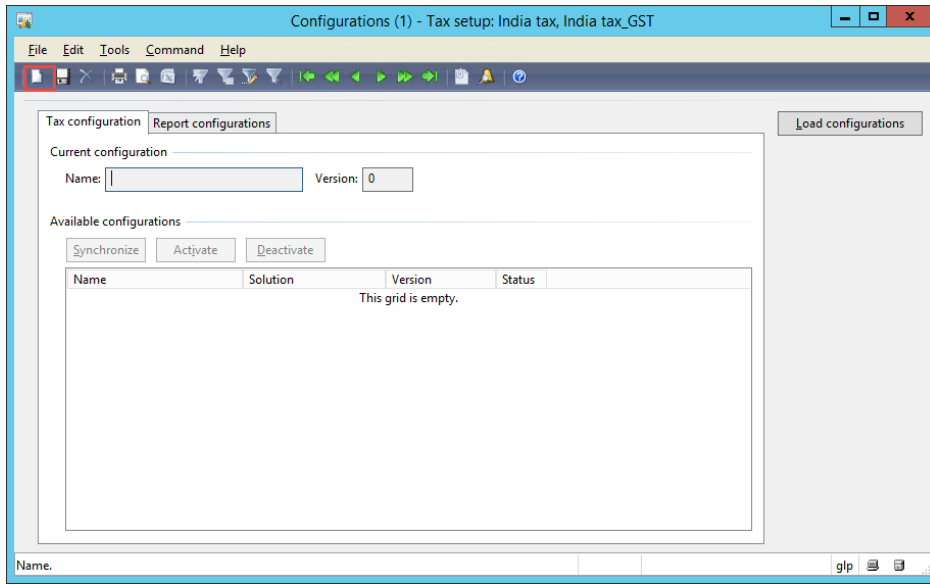 Configurations (1) - Tax setup: India tax, India tax_GST
File Edit Tools Command Help
Tax configuration Report configurations Load configurations
Current configuration
Name: Version: 0
Available configurations
Synchronize Activate Deactivate
Name Solution Version Status
This grid is empty.
Name. glp